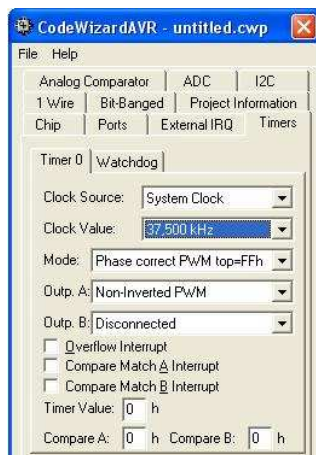 CodeWizardAVR - untitled.cwp
File Help
Analog Comparator ADC I2C
1 Wire Bit-Banged Project Information
Chip Ports External IRQ Timers
Timer 0 Watchdog
Clock Source: System Clock
Clock Value: 37,500 kHz
Mode: Phase correct PWM top=FFh
Outp. A: Non-Inverted PWM
Outp. B: Disconnected
Overflow Interrupt
Compare Match A Interrupt
Compare Match B Interrupt
Timer Value: 0 h
Compare A: 0 h Compare B: 0 h